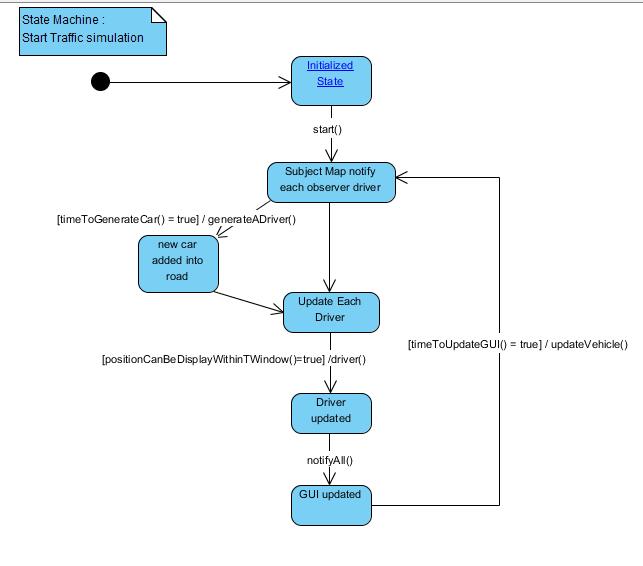 State Machine :
Start Traffic simulation
Initialized
State
start()
Subject Map notify
each observer driver
[timeToGenerateCar() = true] / generateADriver()
new car
added into
road
Update Each
Driver
[timeToUpdateGUI() = true] / updateVehicle()
[positionCanBeDisplayWithinTWindow()=true] /driver()
Driver
updated
notifyAll()
GUI updated